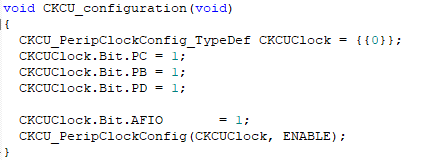 void CKCU_configuration(void)
{
CKCU_PeripClockConfig_TypeDef CKCUClock = {{0}};
CKCUClock.Bit.PC = 1;
CKCUClock.Bit.PB = 1;
CKCUClock.Bit.PD = 1;
CKCUClock.Bit.AFIO = 1;
CKCU_PeripClockConfig(CKCUClock, ENABLE);
}